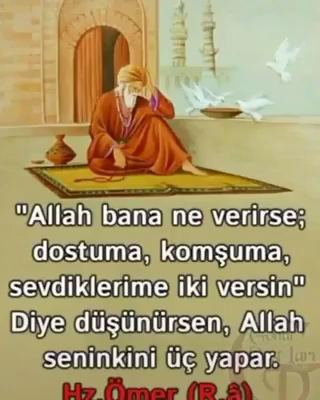 "Allah bana ne verirse;
dostuma, komşuma,
sevdiklerime iki versin"
Diye düşünürsen, Allah
seninkini üç yapar.
Hz.Ömer (R.â)